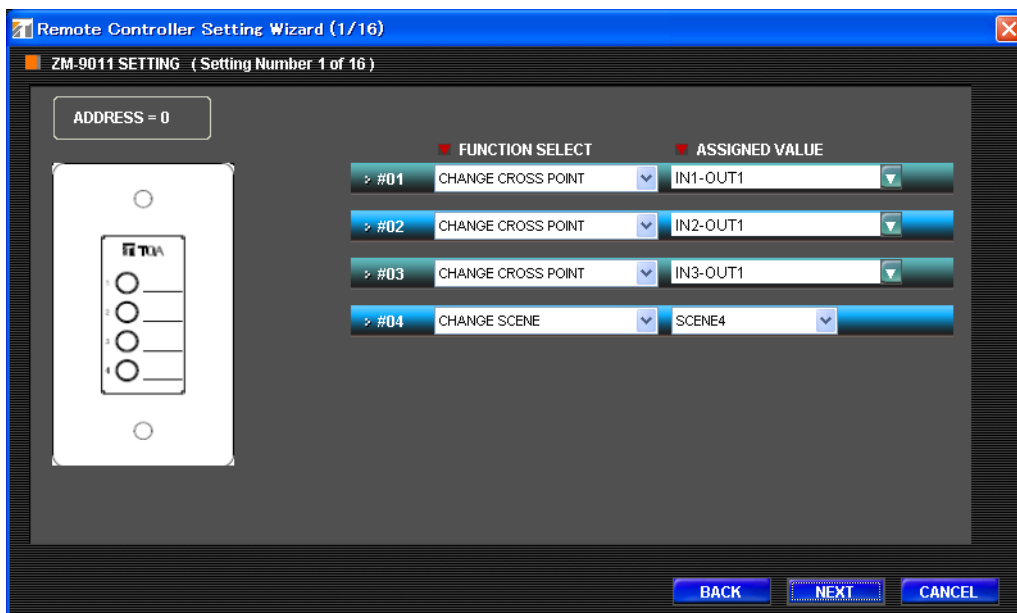 Remote Controller Setting Wizard (1/16)
ZM-9011 SETTING ( Setting Number 1 of 16 )
ADDRESS = 0
FUNCTION SELECT ASSIGNED VALUE
#01 CHANGE CROSS POINT IN1-OUT1
#02 CHANGE CROSS POINT IN2-OUT1
#03 CHANGE CROSS POINT IN3-OUT1
#04 CHANGE SCENE SCENE4
TOA
1
2
3
4
BACK NEXT CANCEL